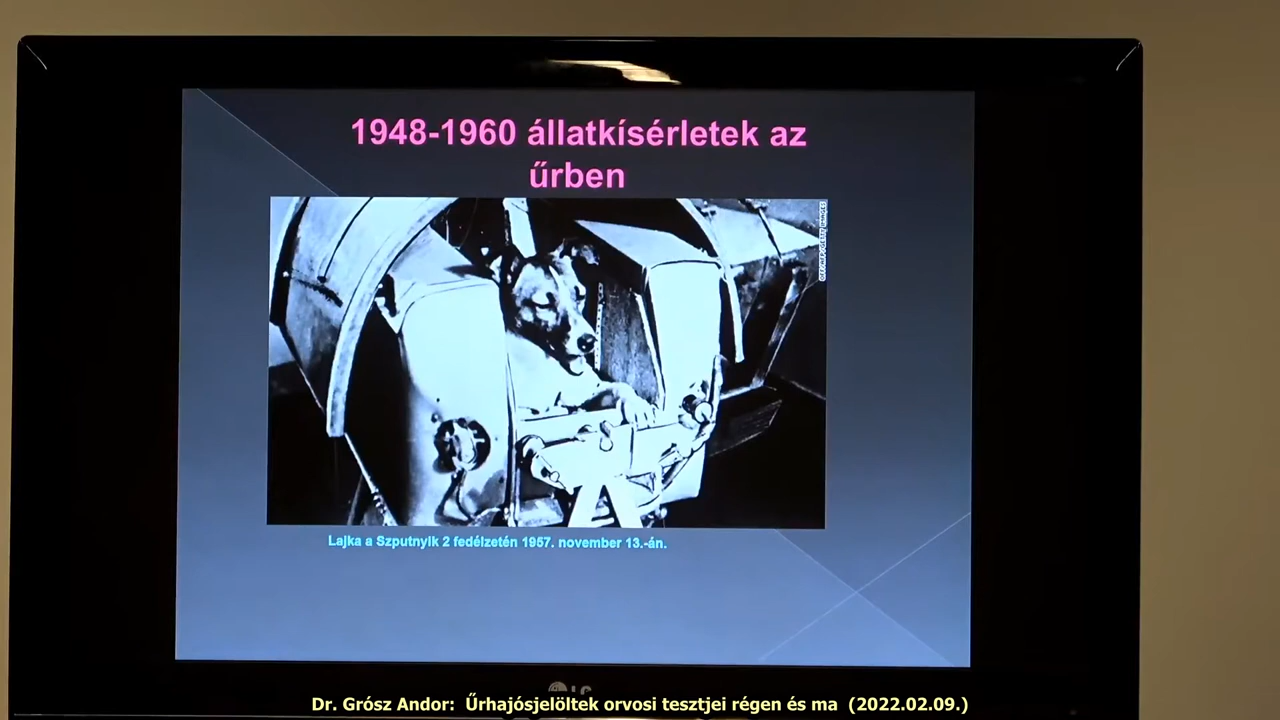 1948-1960 állatkísérletek az
űrben
Lajka a Szputnyik 2 fedélzetén 1957. november 13.-án.
LG
Dr. Grósz Andor: Űrhajósjelöltek orvosi tesztjei régen és ma (2022.02.09.)